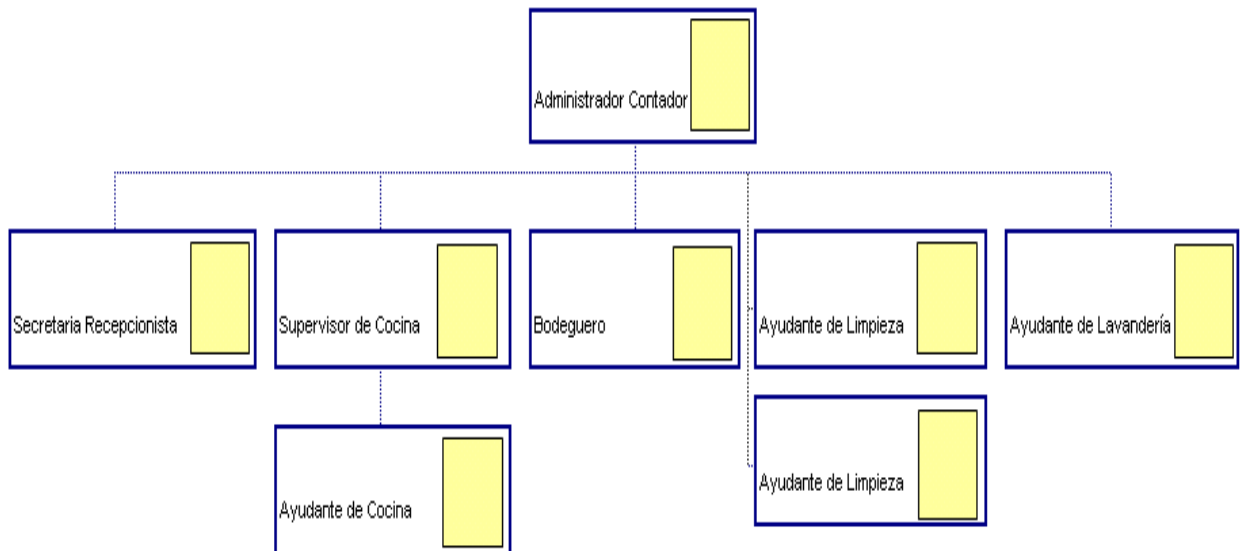 Administrador Contador
Secretaria Recepcionista
Supervisor de Cocina
Bodeguero
Ayudante de Limpieza
Ayudante de Lavandería
Ayudante de Cocina
Ayudante de Limpieza